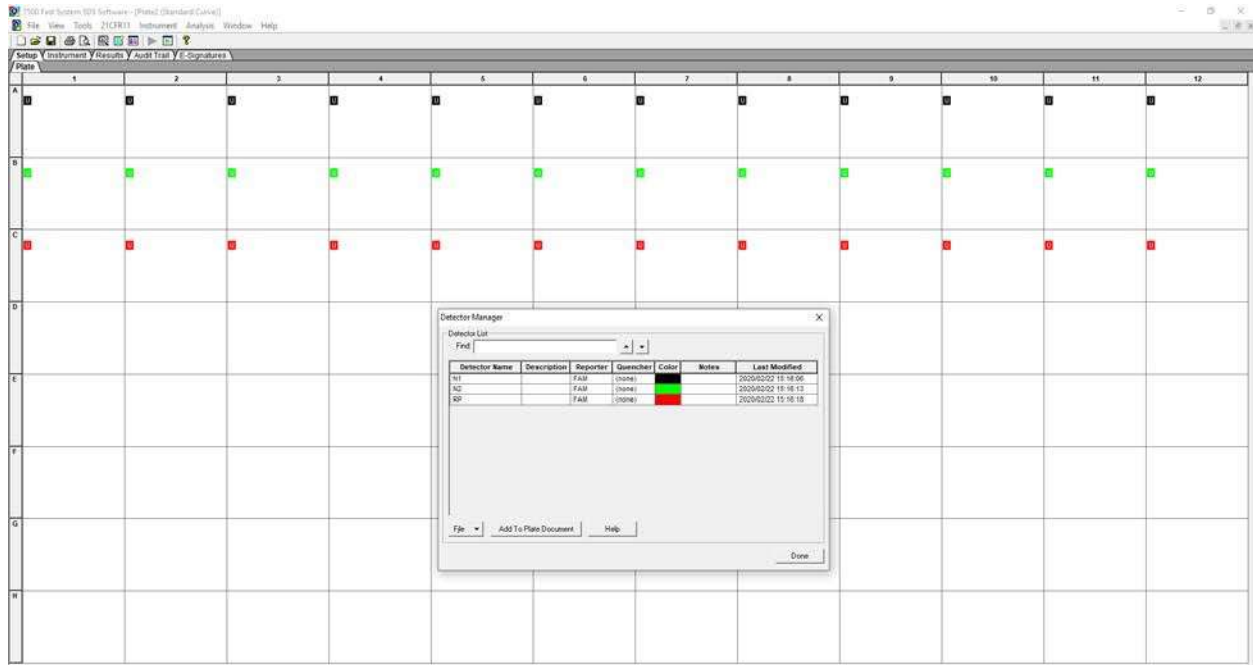 7500 Fast System SDS Software - [Plate2 (Standard Curve)]
File View Tools 21CFR11 Instrument Analysis Window Help
Setup Instrument Results Audit Trail E-Signatures
Plate
1 2 3 4 5 6 7 8 9 10 11 12
A
U U U U U U U U U U U U
B
U U U U U U U U U U U U
C
U U U U U U U U U U U U
D
Detector Manager
Detector List
Find:
Detector Name Description Reporter Quencher Color Notes Last Modified
E
N1 FAM (none) 2020/02/22 15:16:06
N2 FAM (none) 2020/02/22 15:16:13
RP FAM (none) 2020/02/22 15:16:18
F
G
File Add To Plate Document Help
Done
H